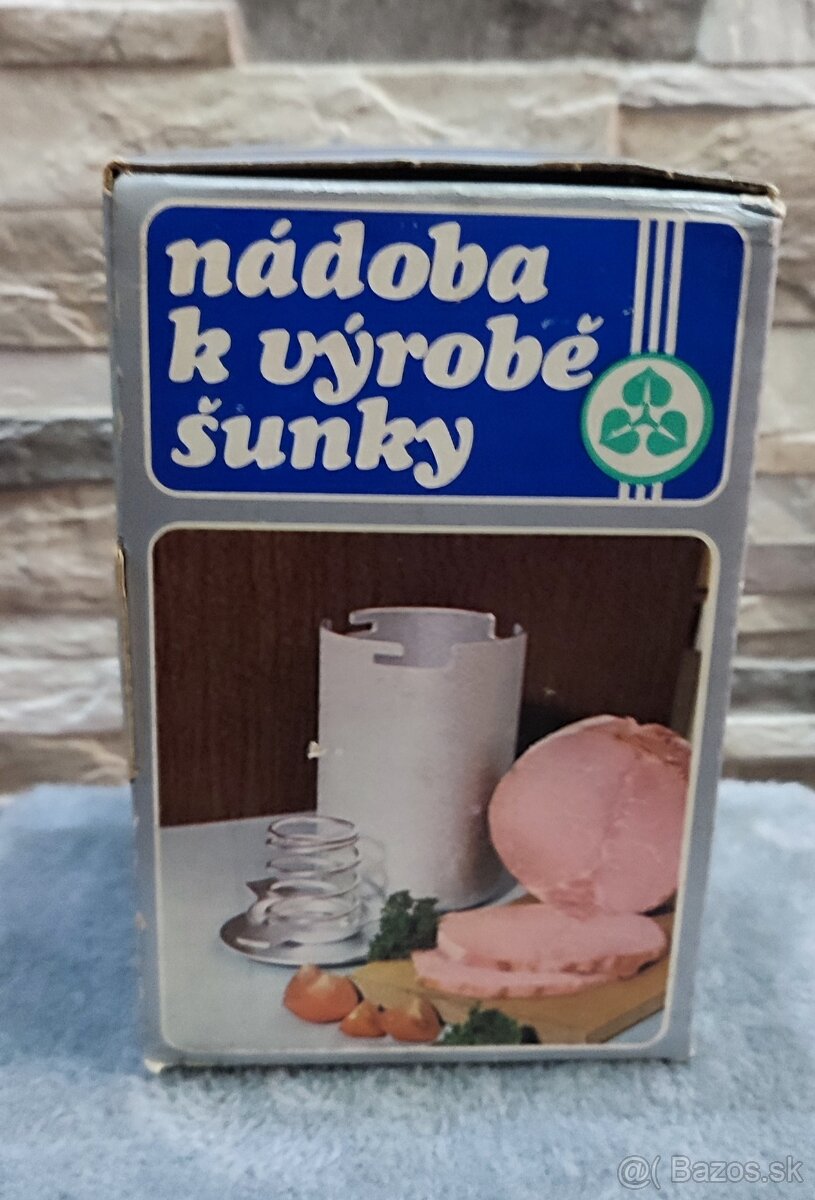 nádoba
k výrobě
šunky
@( Bazos.sk